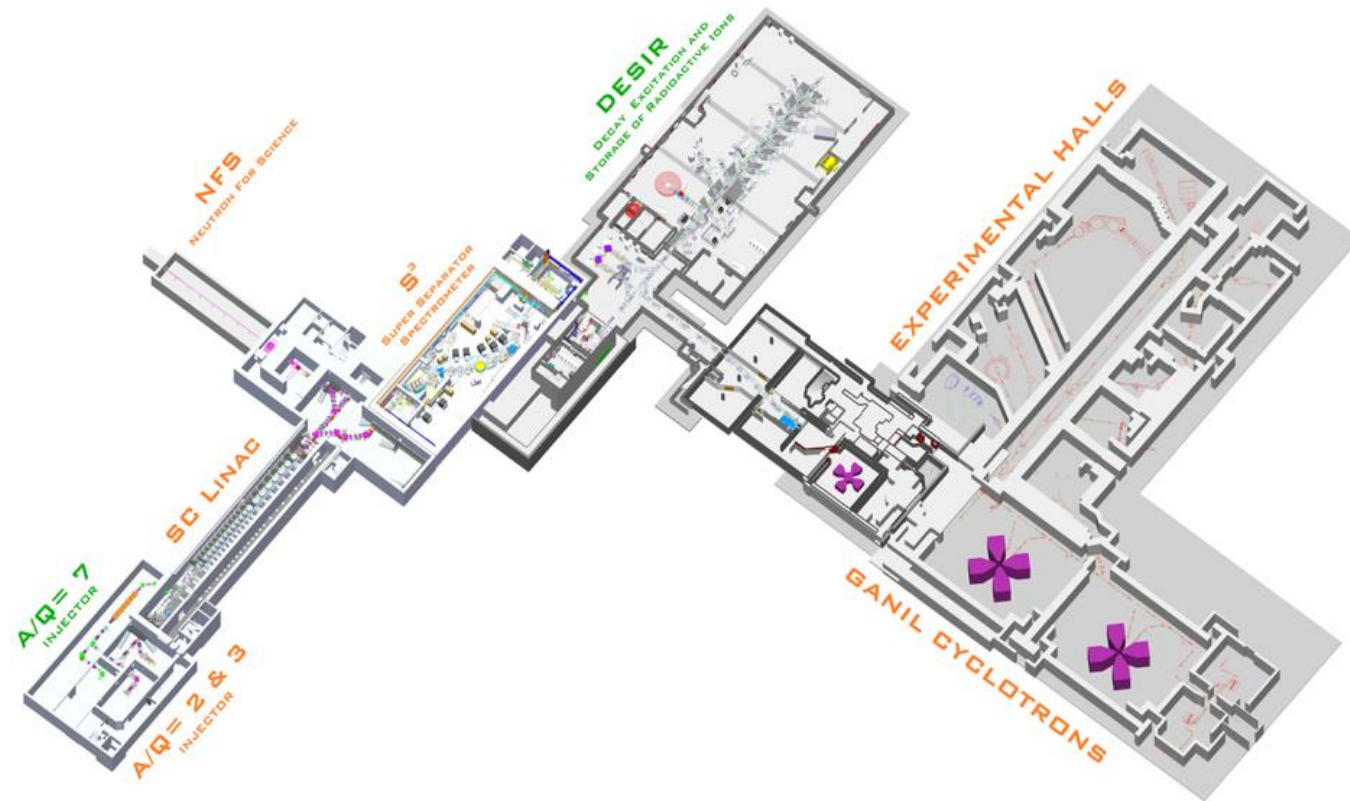 NFS
NEUTRON FOR SCIENCE
S³
SUPER SEPARATOR
SPECTROMETER
DESIR
DECAY EXCITATION AND
STORAGE OF RADIOACTIVE IONS
EXPERIMENTAL HALLS
SC LINAC
A/Q= 7
INJECTOR
A/Q= 2 & 3
INJECTOR
GANIL CYCLOTRONS